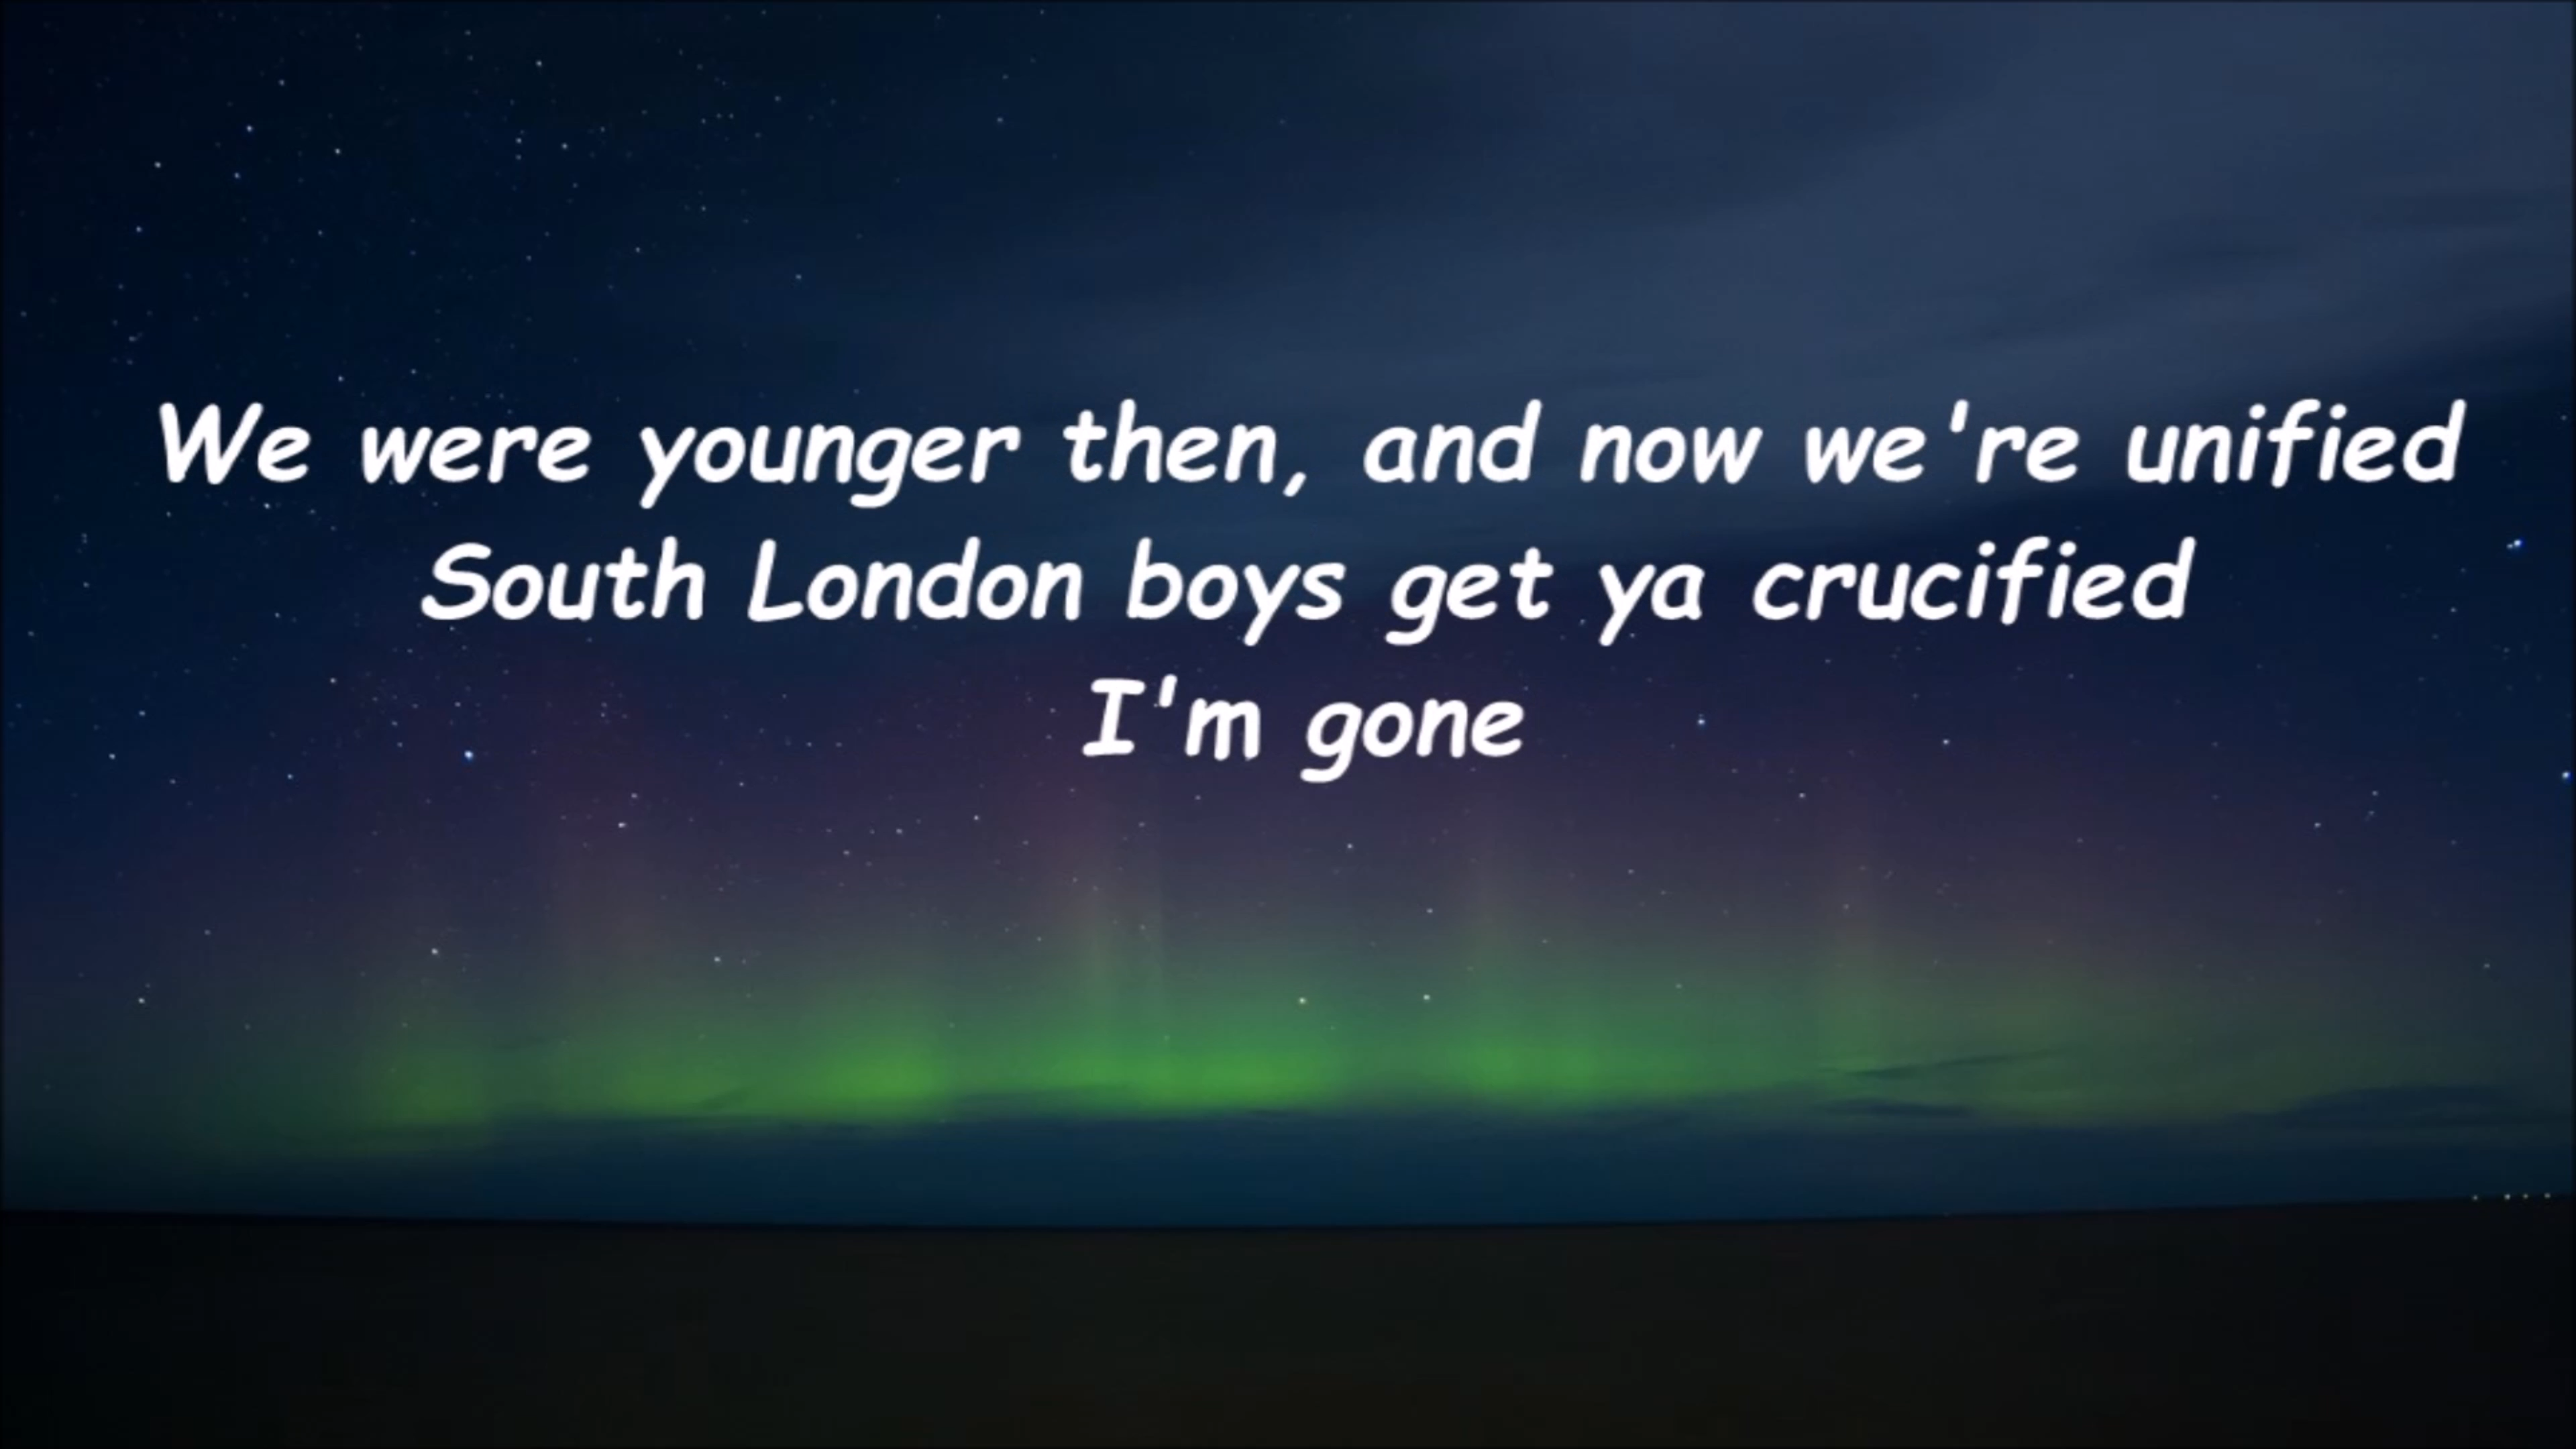 We were younger then, and now we're unified
South London boys get ya crucified
I'm gone